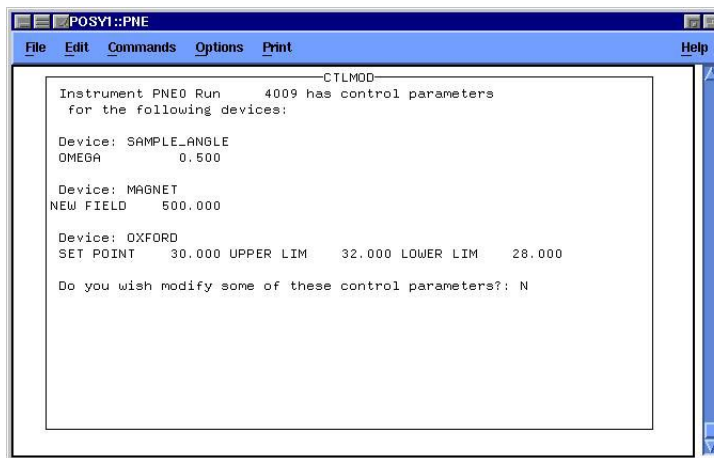 POSY1::PNE
File Edit Commands Options Print Help
CTLMOD
Instrument PNE0 Run 4009 has control parameters
for the following devices:
Device: SAMPLE_ANGLE
OMEGA 0.500
Device: MAGNET
NEW FIELD 500.000
Device: OXFORD
SET POINT 30.000 UPPER LIM 32.000 LOWER LIM 28.000
Do you wish modify some of these control parameters?: N